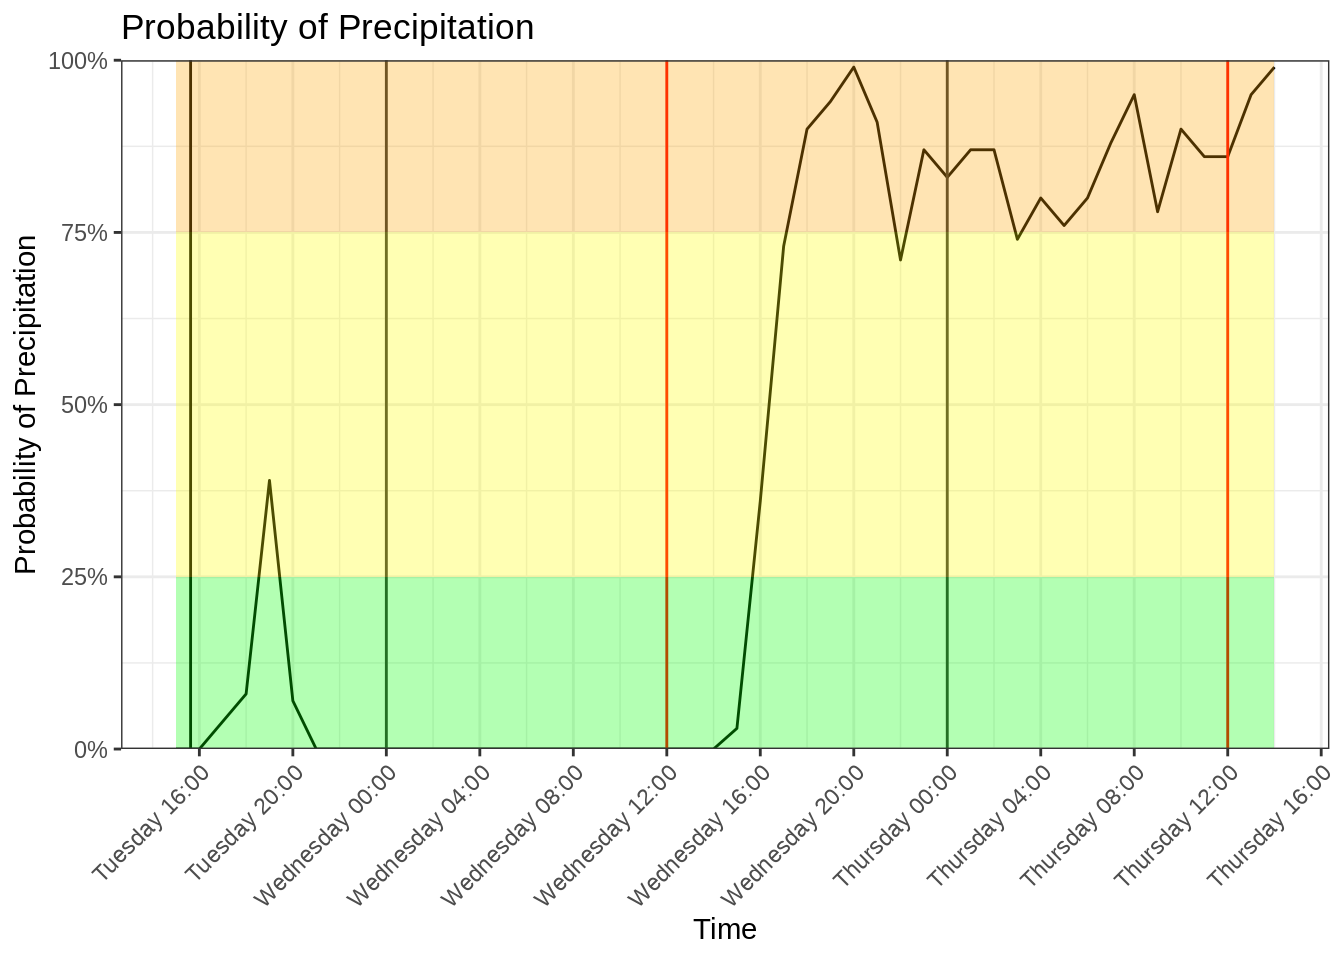 Probability of Precipitation
Probability of Precipitation
100%
75%
50%
25%
0%
Tuesday 16:00
Tuesday 20:00
Wednesday 00:00
Wednesday 04:00
Wednesday 08:00
Wednesday 12:00
Wednesday 16:00
Wednesday 20:00
Thursday 00:00
Thursday 04:00
Thursday 08:00
Thursday 12:00
Thursday 16:00
Time